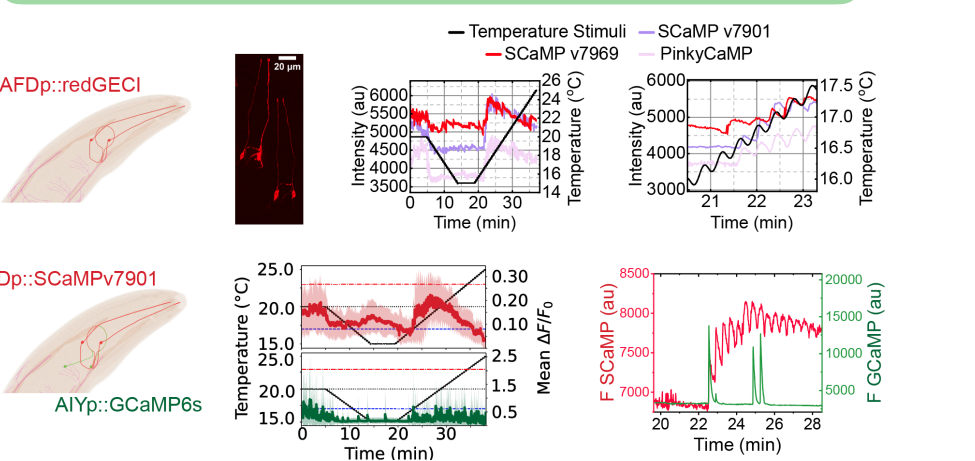 Temperature Stimuli
SCaMP v7901
SCaMP v7969
PinkyCaMP
AFDp::redGECI
20 μm
Intensity (au)
6000
5500
5000
4500
4000
3500
26
24
22
20
18
16
14
Temperature (°C)
0 10 20 30
Time (min)
Intensity (au)
6000
5000
4000
3000
17.5
17.0
16.5
16.0
Temperature (°C)
21 22 23
Time (min)
Dp::SCaMPv7901
AIYp::GCaMP6s
Temperature (°C)
25.0
20.0
15.0
0.30
0.20
0.10
25.0
20.0
15.0
2.5
1.5
0.5
Mean ΔF/F0
0 10 20 30
Time (min)
F SCaMP (au)
8500
8000
7500
7000
20000
15000
10000
5000
F GCaMP (au)
20 22 24 26 28
Time (min)